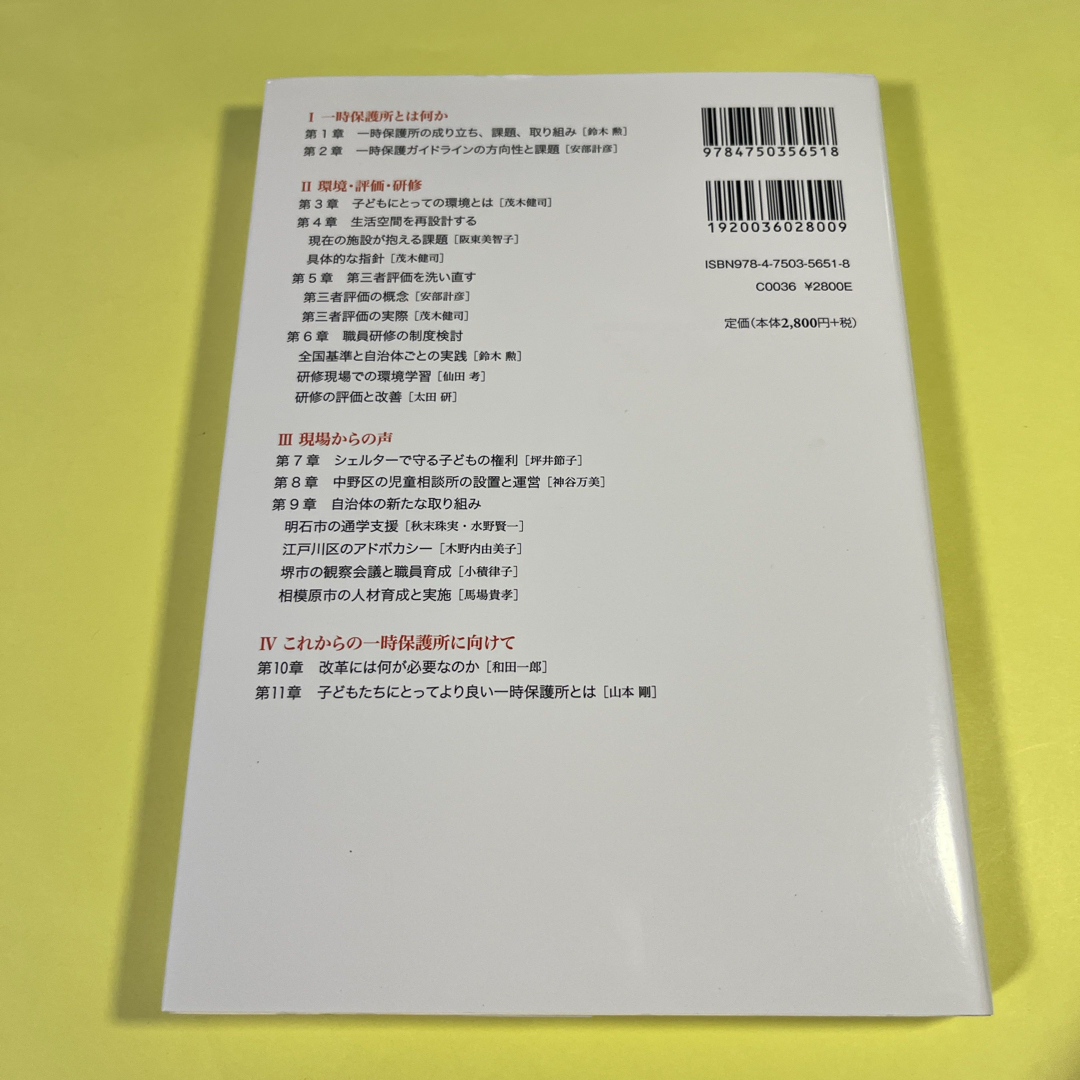 I 一時保護所とは何か
第1章 一時保護所の成り立ち、課題、取り組み[鈴木 勲]
第2章 一時保護ガイドラインの方向性と課題[安部計彦]
II 環境・評価・研修
第3章 子どもにとっての環境とは[茂木健司]
第4章 生活空間を再設計する
現在の施設が抱える課題[阪東美智子]
具体的な指針[茂木健司]
第5章 第三者評価を洗い直す
第三者評価の概念[安部計彦]
第三者評価の実際[茂木健司]
第6章 職員研修の制度検討
全国基準と自治体ごとの実践[鈴木 勲]
研修現場での環境学習[仙田 考]
研修の評価と改善[太田 研]
III 現場からの声
第7章 シェルターで守る子どもの権利[坪井節子]
第8章 中野区の児童相談所の設置と運営[神谷万美]
第9章 自治体の新たな取り組み
明石市の通学支援[秋末珠実・水野賢一]
江戸川区のアドボカシー[木野内由美子]
堺市の観察会議と職員育成[小積律子]
相模原市の人材育成と実施[馬場貴孝]
IV これからの一時保護所に向けて
第10章 改革には何が必要なのか[和田一郎]
第11章 子どもたちにとってより良い一時保護所とは[山本 剛]
9784750356518
1920036028009
ISBN978-4-7503-5651-8
C0036 ¥2800E
定価(本体2,800円+税)